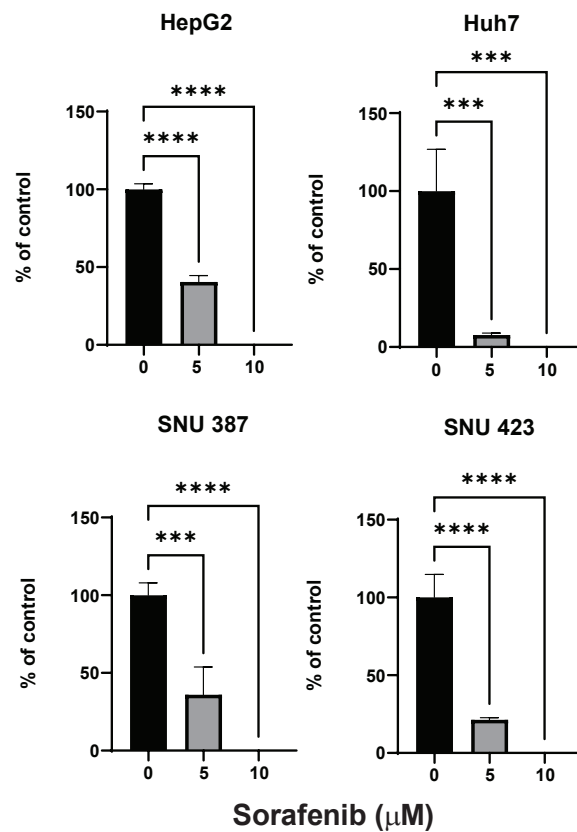 HepG2
****
****
150
100
50
0
% of control
0 5 10
Huh7
***
***
150
100
50
0
% of control
0 5 10
SNU 387
****
***
150
100
50
0
% of control
0 5 10
SNU 423
****
****
150
100
50
0
% of control
0 5 10
Sorafenib (μM)